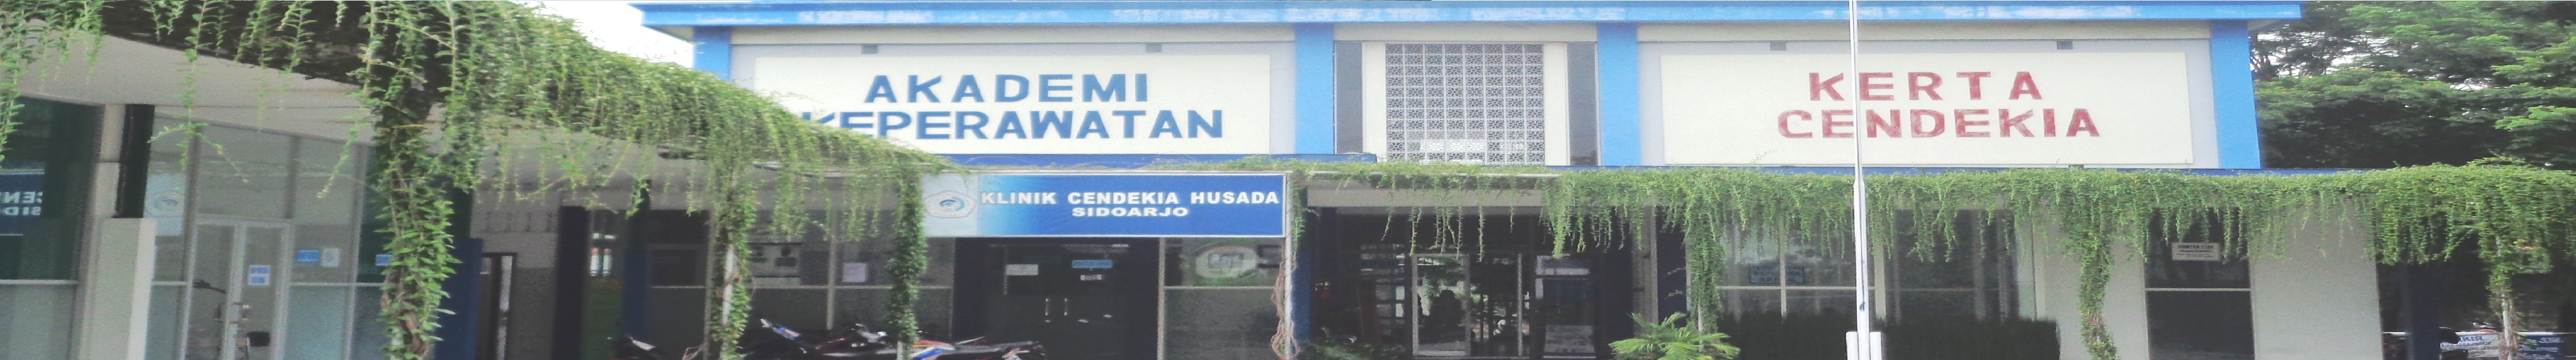 AKADEMI
KEPERAWATAN
KERTA
CENDEKIA
KLINIK CENDEKIA HUSADA
SIDOARJO